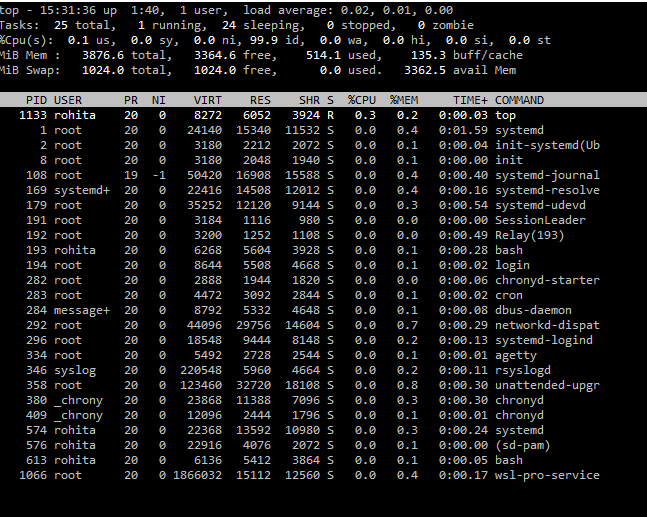 top - 15:31:36 up  1:40,  1 user,  load average: 0.02, 0.01, 0.00
Tasks:  25 total,   1 running,  24 sleeping,   0 stopped,   0 zombie
%Cpu(s):  0.1 us,  0.0 sy,  0.0 ni, 99.9 id,  0.0 wa,  0.0 hi,  0.0 si,  0.0 st
MiB Mem :   3876.6 total,   3364.6 free,    514.1 used,    135.3 buff/cache
MiB Swap:   1024.0 total,   1024.0 free,      0.0 used.   3362.5 avail Mem
PID USER      PR  NI    VIRT    RES    SHR S  %CPU  %MEM     TIME+ COMMAND
1133 rohita    20   0    8272   6052   3924 R   0.3   0.2   0:00.03 top
1 root      20   0   24140  15340  11532 S   0.0   0.4   0:01.59 systemd
2 root      20   0    3180   2212   2072 S   0.0   0.1   0:00.04 init-systemd(Ub
8 root      20   0    3180   2048   1940 S   0.0   0.1   0:00.00 init
108 root      19  -1   50420  16908  15588 S   0.0   0.4   0:00.40 systemd-journal
169 systemd+  20   0   22416  14508  12012 S   0.0   0.4   0:00.16 systemd-resolve
179 root      20   0   35252  12120   9144 S   0.0   0.3   0:00.54 systemd-udevd
191 root      20   0    3184   1116    980 S   0.0   0.0   0:00.00 SessionLeader
192 root      20   0    3200   1252   1108 S   0.0   0.0   0:00.49 Relay(193)
193 rohita    20   0    6268   5604   3928 S   0.0   0.1   0:00.28 bash
194 root      20   0    8644   5508   4668 S   0.0   0.1   0:00.02 login
282 root      20   0    2888   1944   1820 S   0.0   0.0   0:00.06 chronyd-starter
283 root      20   0    4472   3092   2844 S   0.0   0.1   0:00.02 cron
284 message+  20   0    8792   5332   4648 S   0.0   0.1   0:00.08 dbus-daemon
292 root      20   0   44096  29756  14604 S   0.0   0.7   0:00.29 networkd-dispat
296 root      20   0   18548   9444   8148 S   0.0   0.2   0:00.13 systemd-logind
334 root      20   0    5492   2728   2544 S   0.0   0.1   0:00.01 agetty
346 syslog    20   0  220548   5960   4664 S   0.0   0.2   0:00.11 rsyslogd
358 root      20   0  123460  32720  18108 S   0.0   0.8   0:00.30 unattended-upgr
380 _chrony   20   0   23868  11388   7096 S   0.0   0.3   0:00.30 chronyd
409 _chrony   20   0   12096   2444   1796 S   0.0   0.1   0:00.01 chronyd
574 rohita    20   0   22368  13592  10980 S   0.0   0.3   0:00.24 systemd
576 rohita    20   0   22916   4076   2072 S   0.0   0.1   0:00.00 (sd-pam)
613 rohita    20   0    6136   5412   3864 S   0.0   0.1   0:00.05 bash
1066 root      20   0 1866032  15112  12560 S   0.0   0.4   0:00.17 wsl-pro-service